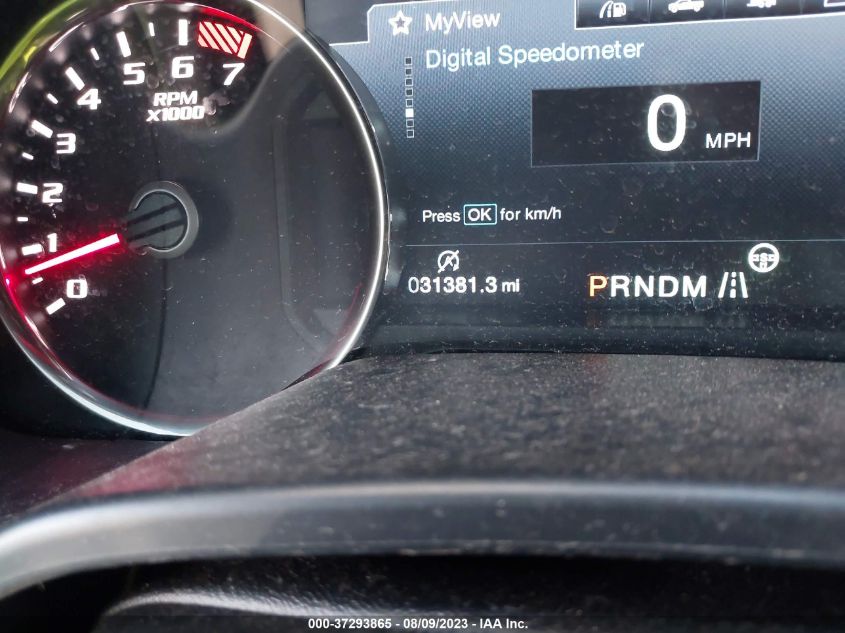 MyView
Digital Speedometer
0 MPH
Press OK for km/h
031381.3 mi
PRNDM
0
1
2
3
4
5
6
7
RPM
X1000
000-37293865 - 08/09/2023 - IAA Inc.